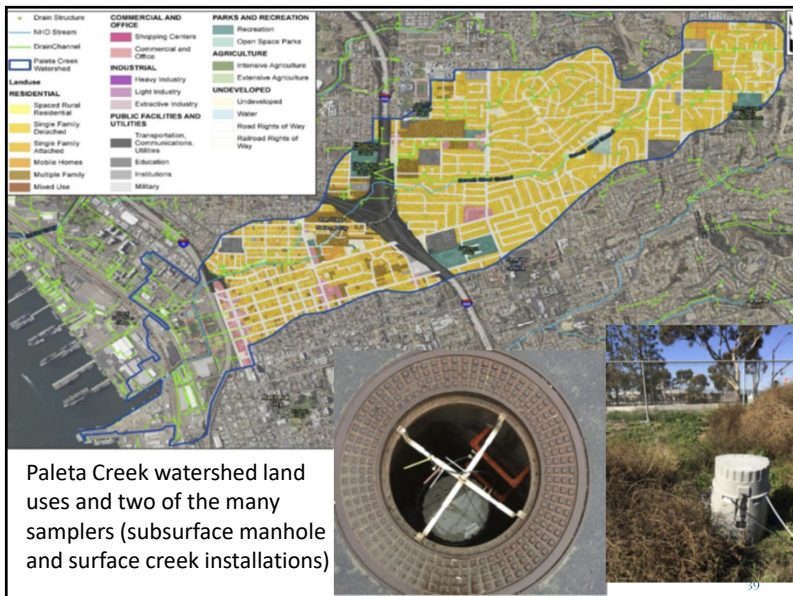 Drain Structure
NHD Stream
DrainChannel
Paleta Creek
Watershed
Landuse
RESIDENTIAL
Spaced Rural
Residential
Single Family
Detached
Single Family
Attached
Mobile Homes
Multiple Family
Mixed Use
COMMERCIAL AND
OFFICE
Shopping Centers
Commercial and
Office
INDUSTRIAL
Heavy Industry
Light Industry
Extractive Industry
PUBLIC FACILITIES AND
UTILITIES
Transportation,
Communications,
Utilities
Education
Institutions
Military
PARKS AND RECREATION
Recreation
Open Space Parks
AGRICULTURE
Intensive Agriculture
Extensive Agriculture
UNDEVELOPED
Undeveloped
Water
Road Rights of Way
Railroad Rights of
Way
Paleta Creek watershed land
uses and two of the many
samplers (subsurface manhole
and surface creek installations)
39